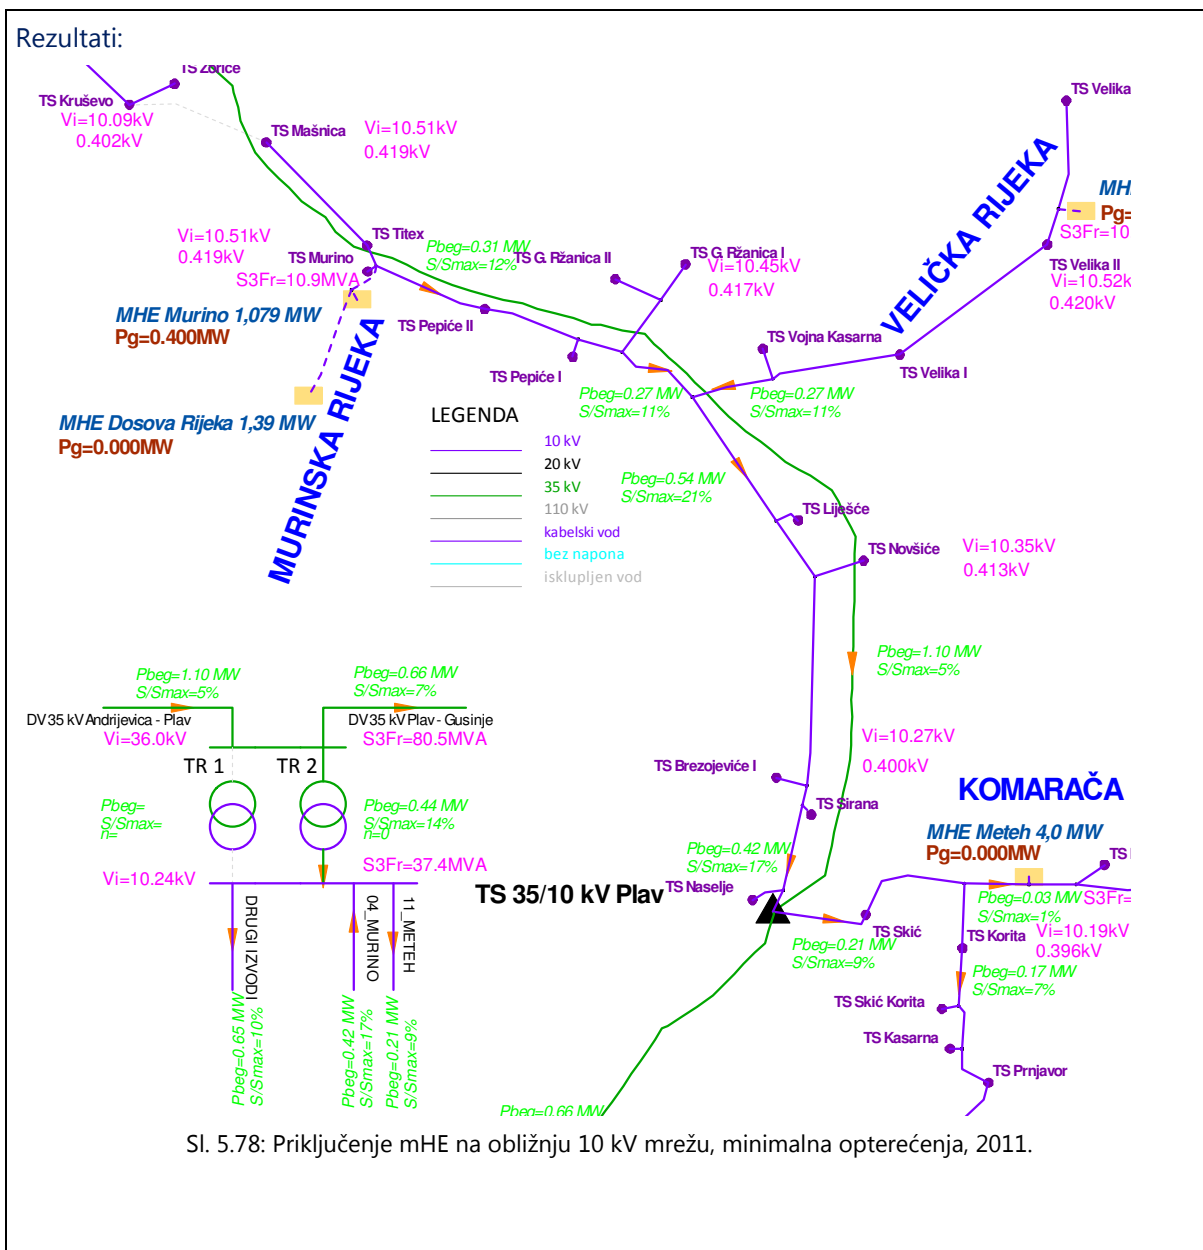 Rezultati:
TS Zorice
TS Kruševo
Vi=10.09kV
0.402kV
TS Mašnica
Vi=10.51kV
0.419kV
TS Velika
VELIČKA RIJEKA
Vi=10.51kV
0.419kV
TS Titex
TS Murino
S3Fr=10.9MVA
Pbeg=0.31 MW
S/Smax=12%
TS G. Ržanica II
TS G. Ržanica I
Vi=10.45kV
0.417kV
MH
Pg=
S3Fr=10
TS Velika II
Vi=10.52k
0.420kV
MHE Murino 1,079 MW
Pg=0.400MW
TS Pepiće II
TS Pepiće I
TS Vojna Kasarna
TS Velika I
MHE Dosova Rijeka 1,39 MW
Pg=0.000MW
MURINSKA RIJEKA
Pbeg=0.27 MW
S/Smax=11%
Pbeg=0.27 MW
S/Smax=11%
LEGENDA
10 kV
20 kV
35 kV
110 kV
kabelski vod
bez napona
isklupljen vod
Pbeg=0.54 MW
S/Smax=21%
TS Liješće
TS Novšiće
Vi=10.35kV
0.413kV
Pbeg=1.10 MW
S/Smax=5%
Pbeg=1.10 MW
S/Smax=5%
Pbeg=0.66 MW
S/Smax=7%
DV 35 kV Andrijevica - Plav
DV 35 kV Plav - Gusinje
Vi=36.0kV
S3Fr=80.5MVA
TR 1
TR 2
Pbeg=
S/Smax=
n=
Pbeg=0.44 MW
S/Smax=14%
n=0
S3Fr=37.4MVA
Vi=10.24kV
DRUGI IZVODI
04_MURINO
11_METEH
Pbeg=0.65 MW
S/Smax=10%
Pbeg=0.42 MW
S/Smax=17%
Pbeg=0.21 MW
S/Smax=9%
Vi=10.27kV
0.400kV
TS Brezojeviće I
TS Sirana
KOMARAČA
MHE Meteh 4,0 MW
Pg=0.000MW
Pbeg=0.42 MW
S/Smax=17%
TS Naselje
TS 35/10 kV Plav
TS Skić
Pbeg=0.21 MW
S/Smax=9%
Pbeg=0.03 MW
S/Smax=1%
S3Fr=
TS
TS Korita
Vi=10.19kV
0.396kV
Pbeg=0.17 MW
S/Smax=7%
TS Skić Korita
TS Kasarna
TS Prnjavor
Pbeg=0.66 MW
Sl. 5.78: Priključenje mHE na obližnju 10 kV mrežu, minimalna opterećenja, 2011.